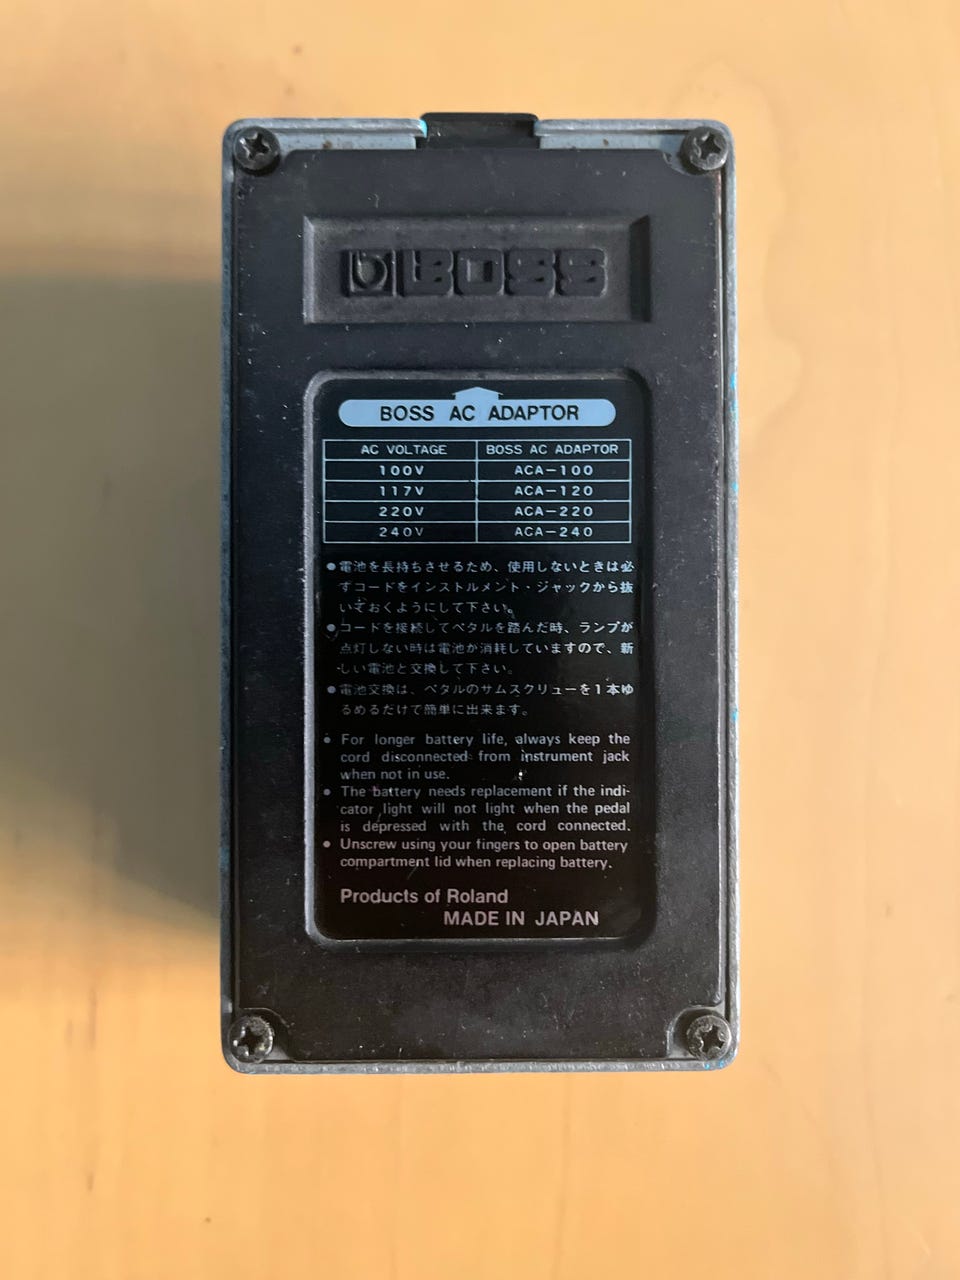 BOSS
BOSS AC ADAPTOR
AC VOLTAGE BOSS AC ADAPTOR
100V ACA-100
117V ACA-120
220V ACA-220
240V ACA-240
●電池を長持ちさせるため、使用しないときは必
ずコードをインストルメント・ジャックから抜
いておくようにして下さい。
●コードを接続してペタルを踏んだ時、ランプが
点灯しない時は電池が消耗していますので、新
しい電池と交換して下さい。
●電池交換は、ペタルのサムスクリューを1本ゆ
るめるだけで簡単に出来ます。
● For longer battery life, always keep the
cord disconnected from instrument jack
when not in use.
● The battery needs replacement if the indi-
cator light will not light when the pedal
is depressed with the cord connected.
● Unscrew using your fingers to open battery
compartment lid when replacing battery.
Products of Roland
MADE IN JAPAN